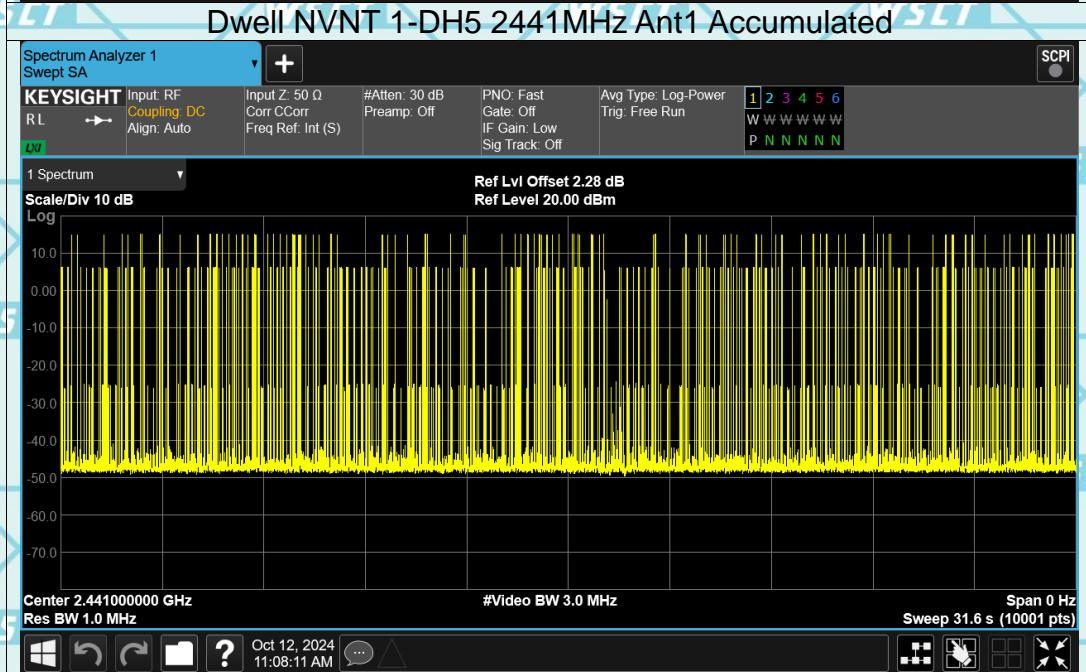 Dwell NVNT 1-DH5 2441MHz Ant1 Accumulated
Spectrum Analyzer 1
Swept SA
+
SCPI
KEYSIGHT
R L
LXI
Input: RF
Coupling: DC
Align: Auto
Input Z: 50 Ω
Corr CCorr
Freq Ref: Int (S)
#Atten: 30 dB
Preamp: Off
PNO: Fast
Gate: Off
IF Gain: Low
Sig Track: Off
Avg Type: Log-Power
Trig: Free Run
1 2 3 4 5 6
W W W W W W
P N N N N N
1 Spectrum
Ref Lvl Offset 2.28 dB
Scale/Div 10 dB
Ref Level 20.00 dBm
Log
10.0
0.00
-10.0
-20.0
-30.0
-40.0
-50.0
-60.0
-70.0
Center 2.441000000 GHz
#Video BW 3.0 MHz
Span 0 Hz
Res BW 1.0 MHz
Sweep 31.6 s (10001 pts)
?
Oct 12, 2024
11:08:11 AM